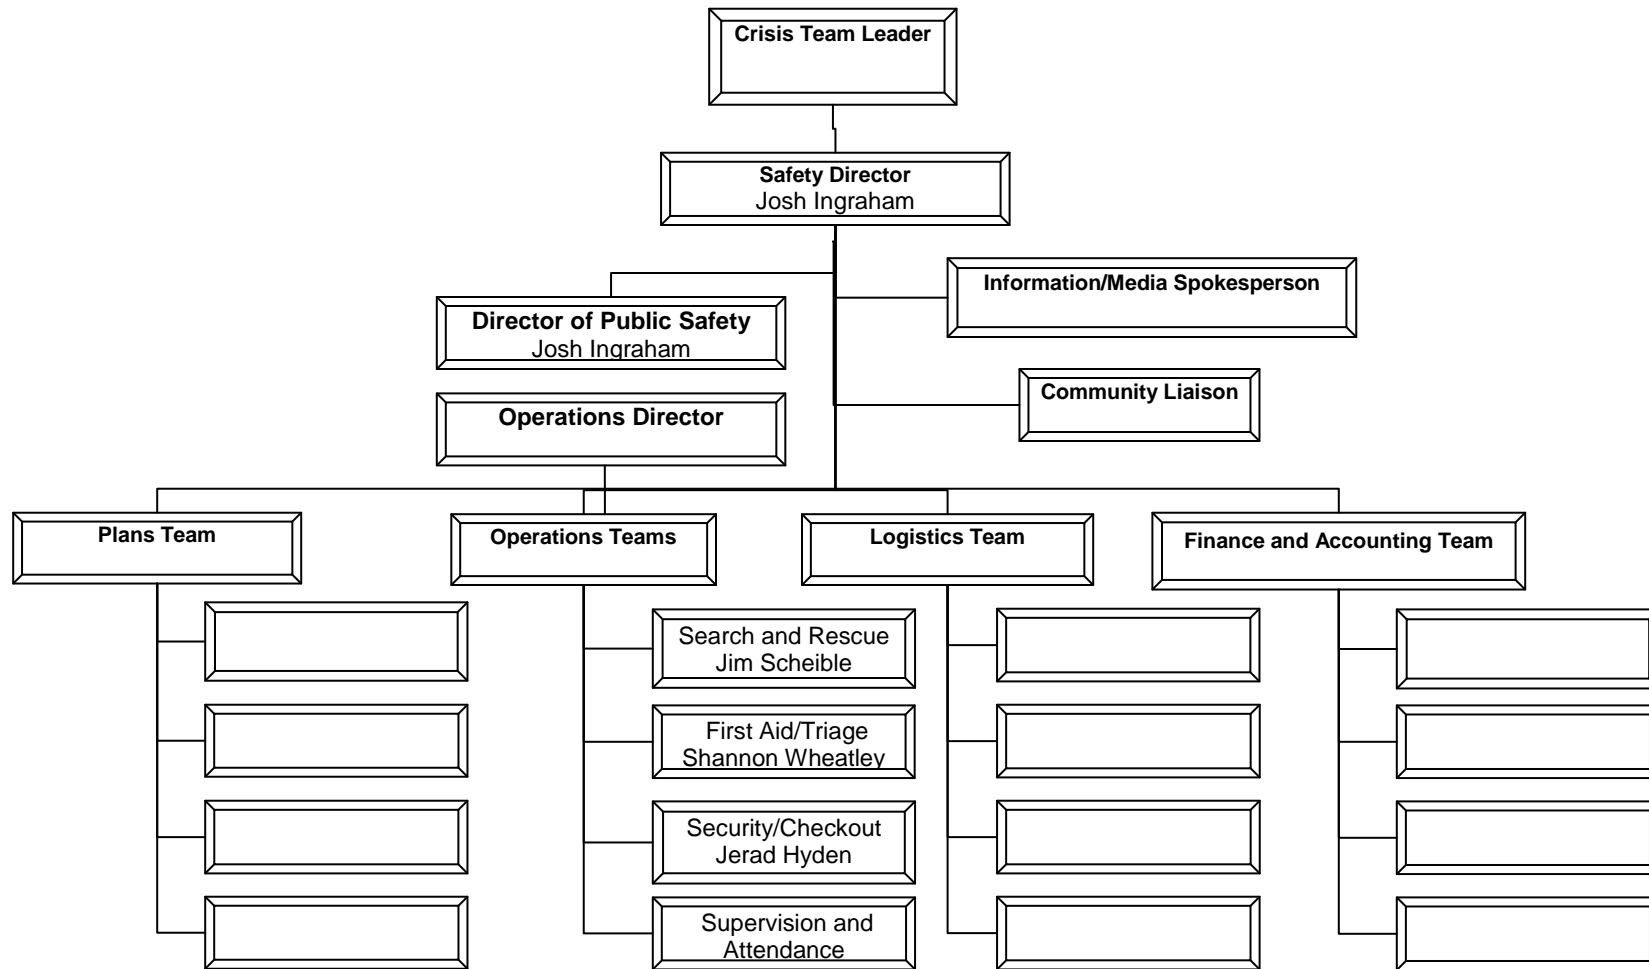 Crisis Team Leader
Safety Director
Josh Ingraham
Information/Media Spokesperson
Director of Public Safety
Josh Ingraham
Community Liaison
Operations Director
Plans Team
Operations Teams
Logistics Team
Finance and Accounting Team
Search and Rescue
Jim Scheible
First Aid/Triage
Shannon Wheatley
Security/Checkout
Jerad Hyden
Supervision and
Attendance